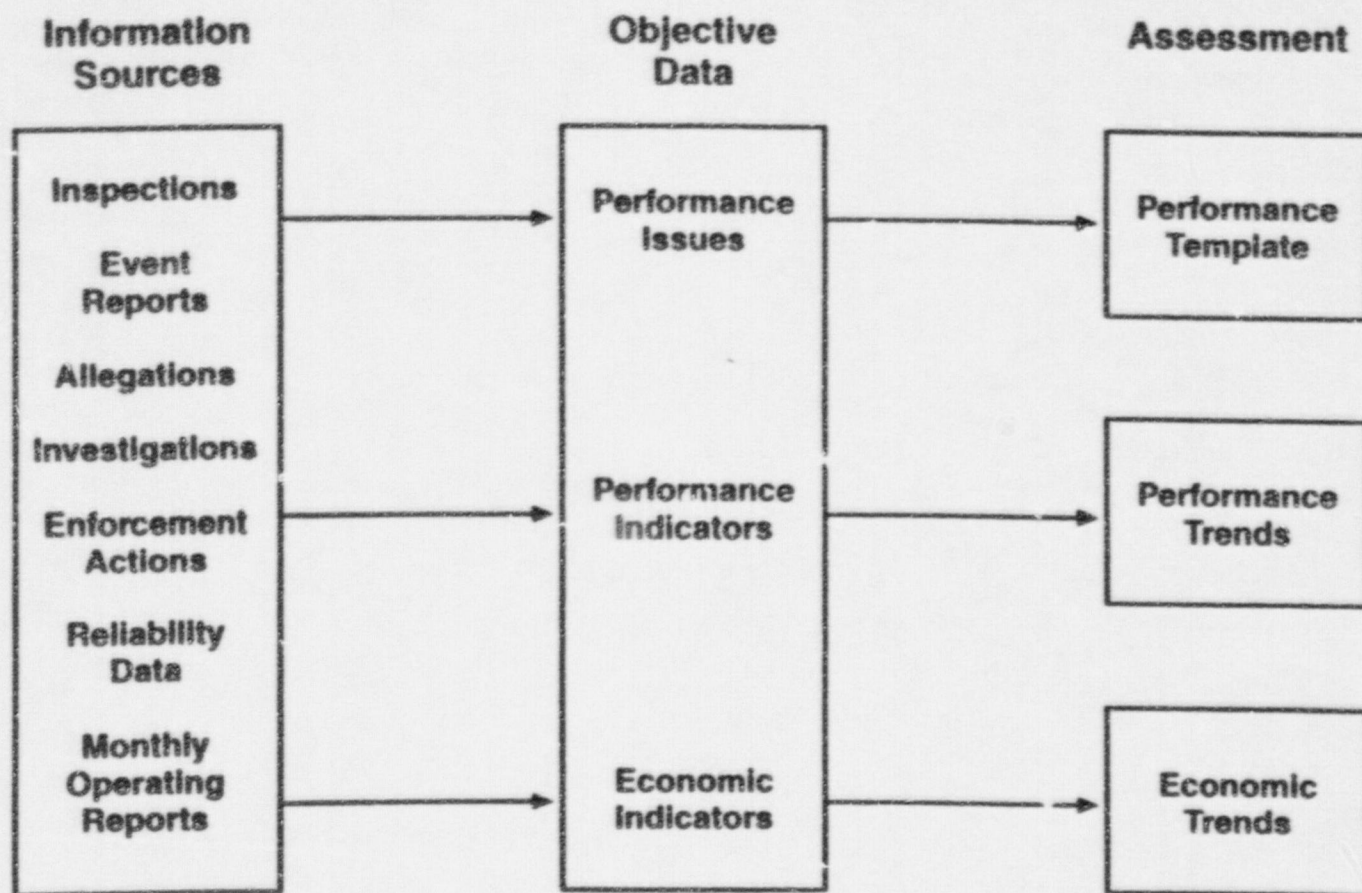 Information
Sources
Inspections
Event
Reports
Allegations
Investigations
Enforcement
Actions
Reliability
Data
Monthly
Operating
Reports
Objective
Data
Performance
Issues
Performance
Indicators
Economic
Indicators
Assessment
Performance
Template
Performance
Trends
Economic
Trends